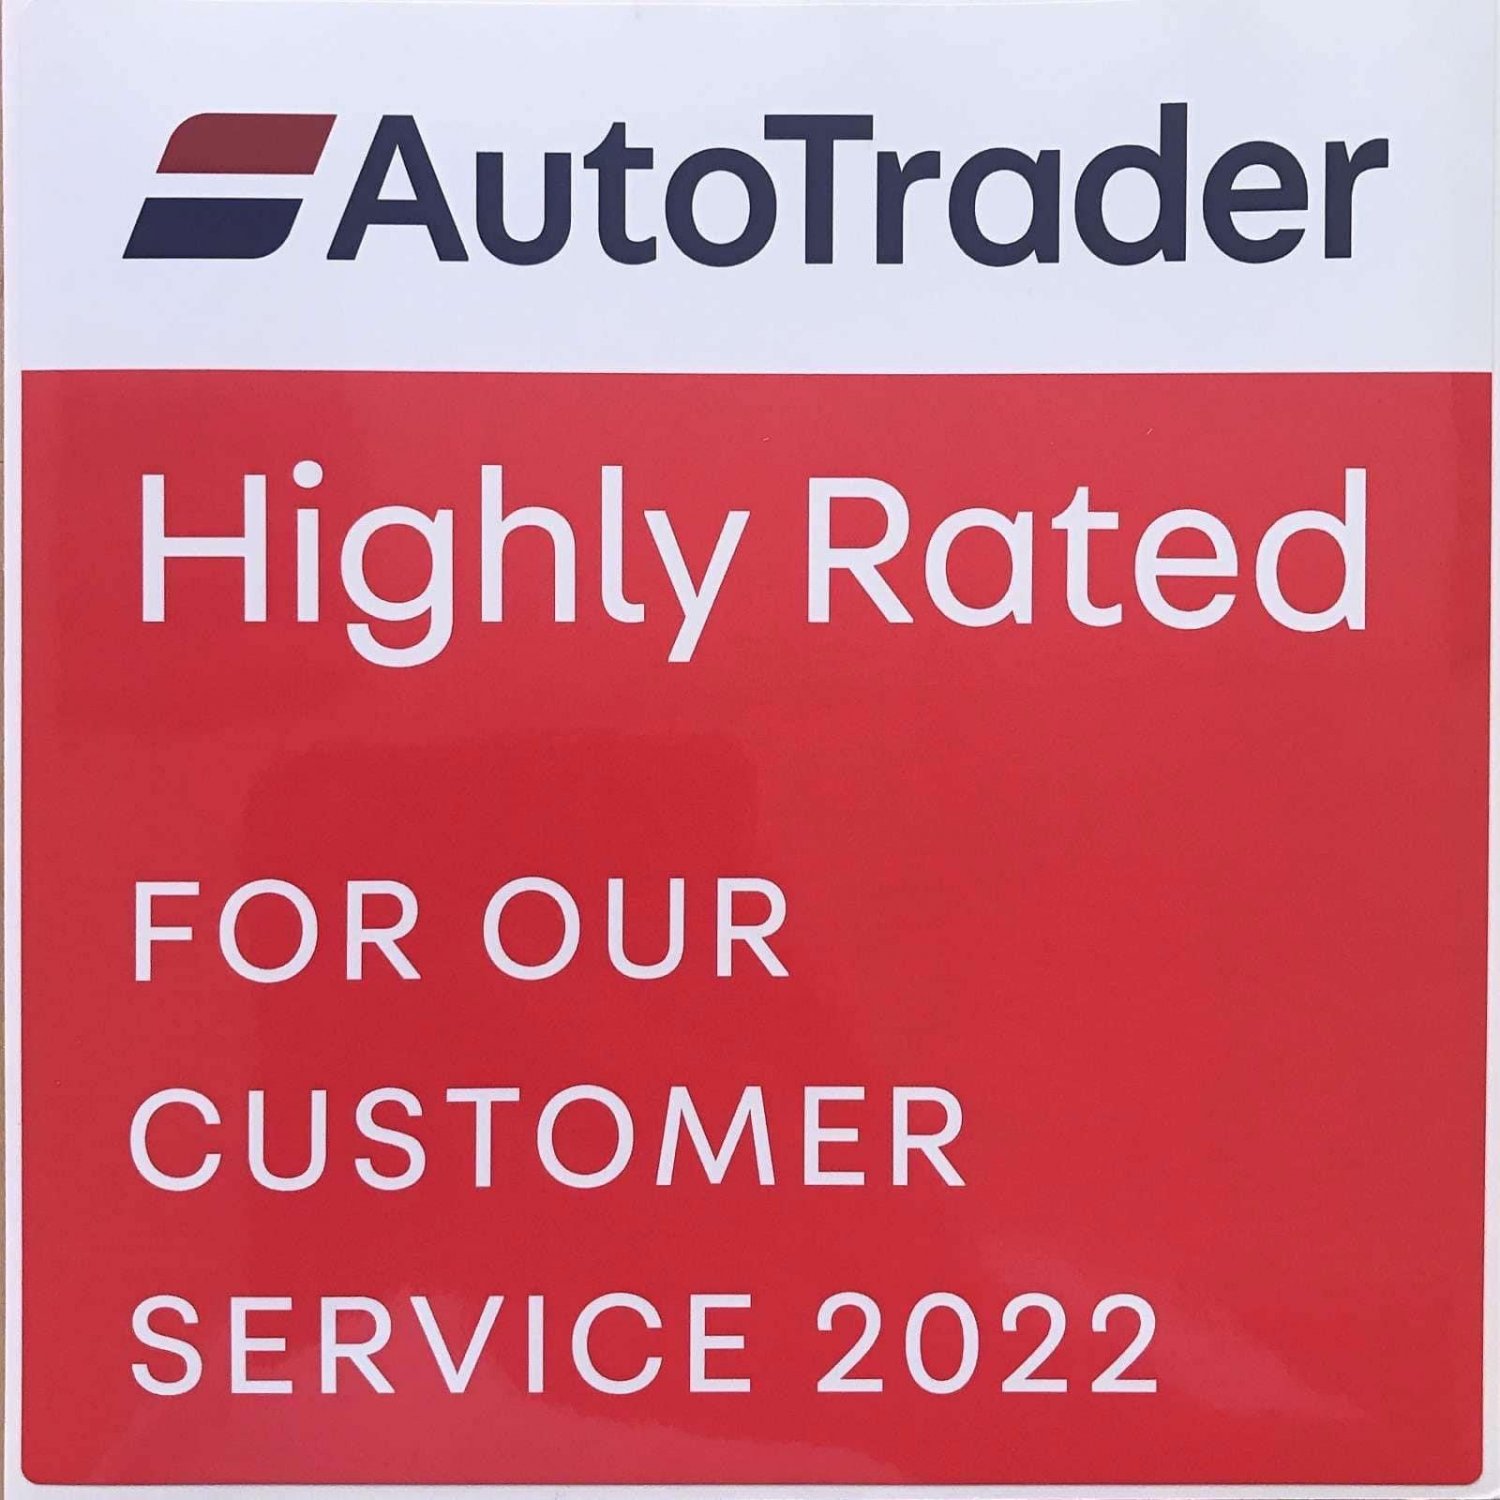 AutoTrader
Highly Rated
FOR OUR
CUSTOMER
SERVICE 2022